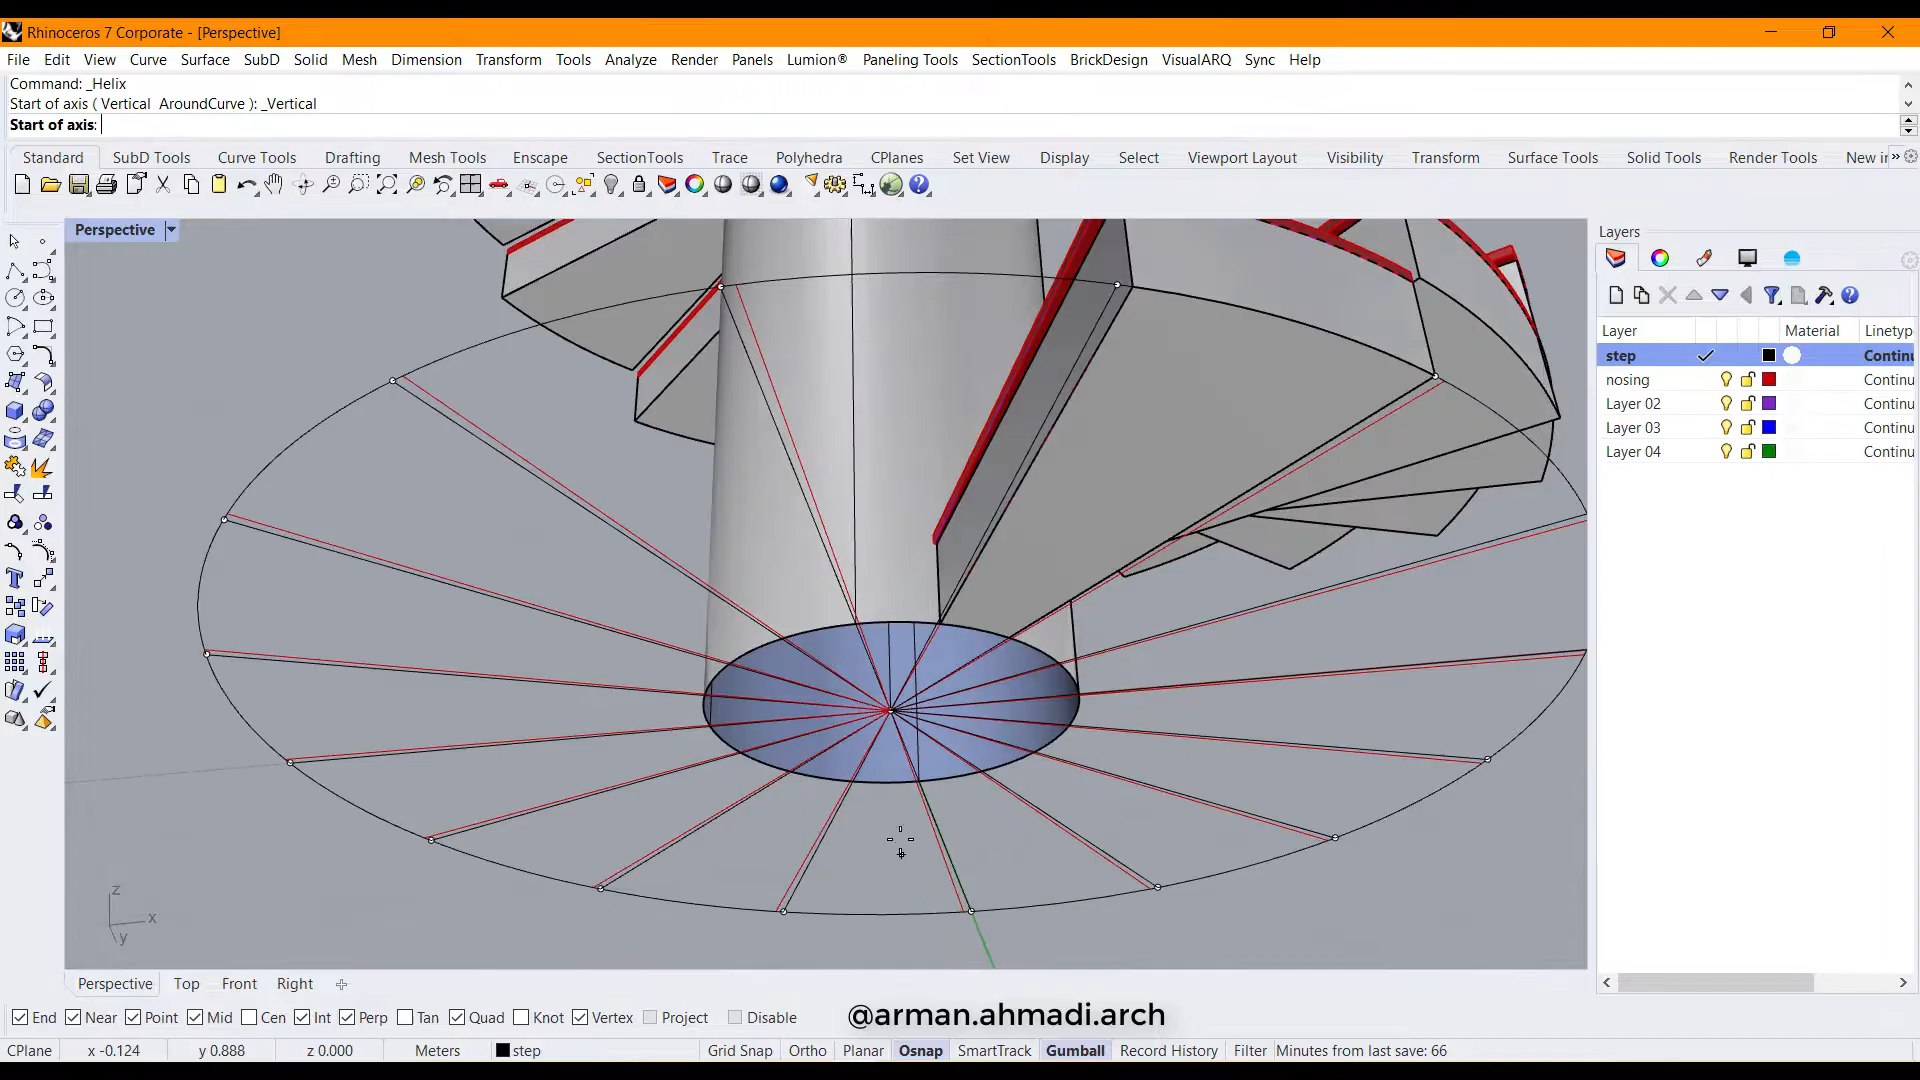 Rhinoceros 7 Corporate - [Perspective]
File Edit View Curve Surface SubD Solid Mesh Dimension Transform Tools Analyze Render Panels Lumion® Paneling Tools SectionTools BrickDesign VisualARQ Sync Help
Command: _Helix
Start of axis ( Vertical AroundCurve ): _Vertical
Start of axis:
Standard SubD Tools Curve Tools Drafting Mesh Tools Enscape SectionTools Trace Polyhedra CPlanes Set View Display Select Viewport Layout Visibility Transform Surface Tools Solid Tools Render Tools New i
Perspective
Layers
Layer Material Linetyp
step Continu
nosing Continu
Layer 02 Continu
Layer 03 Continu
Layer 04 Continu
z
x
y
Perspective Top Front Right
End Near Point Mid Cen Int Perp Tan Quad Knot Vertex Project Disable
@arman.ahmadi.arch
CPlane x -0.124 y 0.888 z 0.000 Meters step Grid Snap Ortho Planar Osnap SmartTrack Gumball Record History Filter Minutes from last save: 66